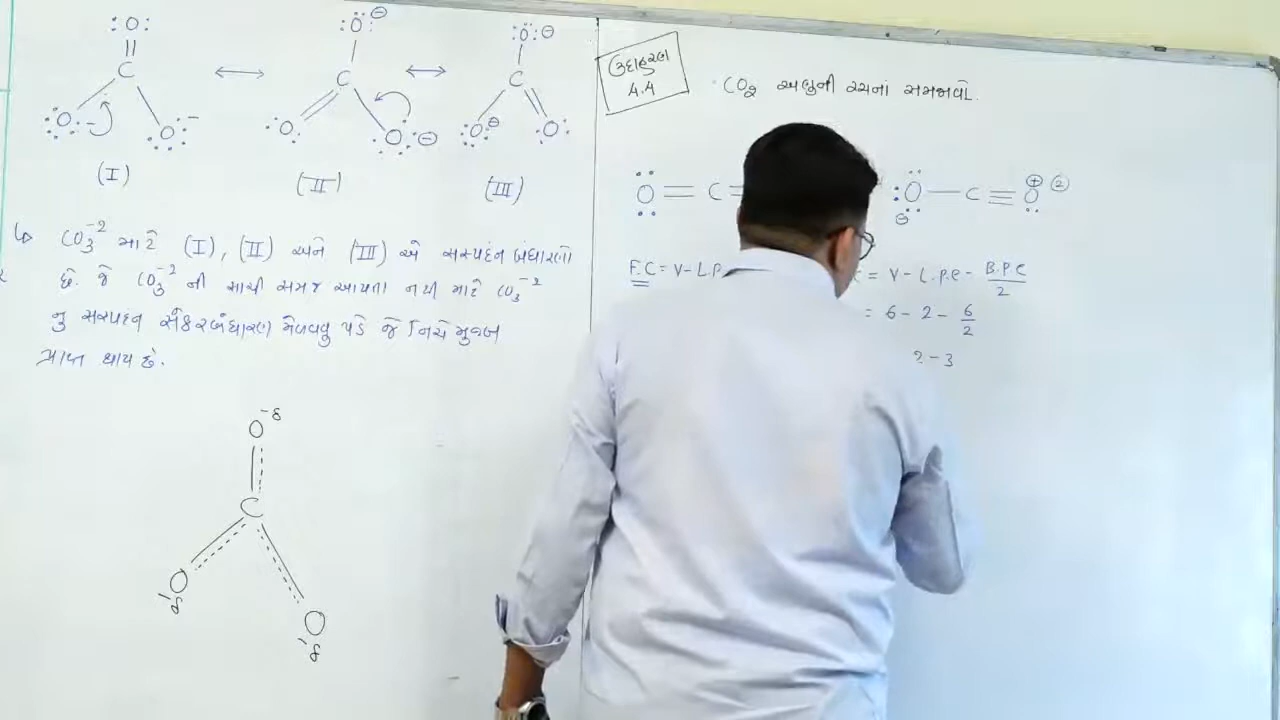 :O:
C
:O:
O:
(I)
:O: ⊖
C
:O:
O: ⊖
(II)
:O: ⊖
C
:O: ⊖
O:
(III)
CO₃⁻² માટે (I), (II) અને (III) એ સસ્પંદન બંધારણો
છે. જે CO₃⁻² ની સાચી સમજ આપતા નથી માટે CO₃⁻²
નુ સસ્પંદન સંકરબંધારણ મેળવવુ પડે જે નિચે મુજબ
પ્રાપ્ત થાય છે.
O⁻δ
C
O
-δ
O
-δ
ઉદાહરણ
4.4
CO₂ અણુની રચનાં સમજાવો.
O = C =
O — C ≡ O ⊕ ②
⊖
F.C = V - L.P.
= V - L.P.e - B.P.e/2
= 6 - 2 - 6/2
2 - 3